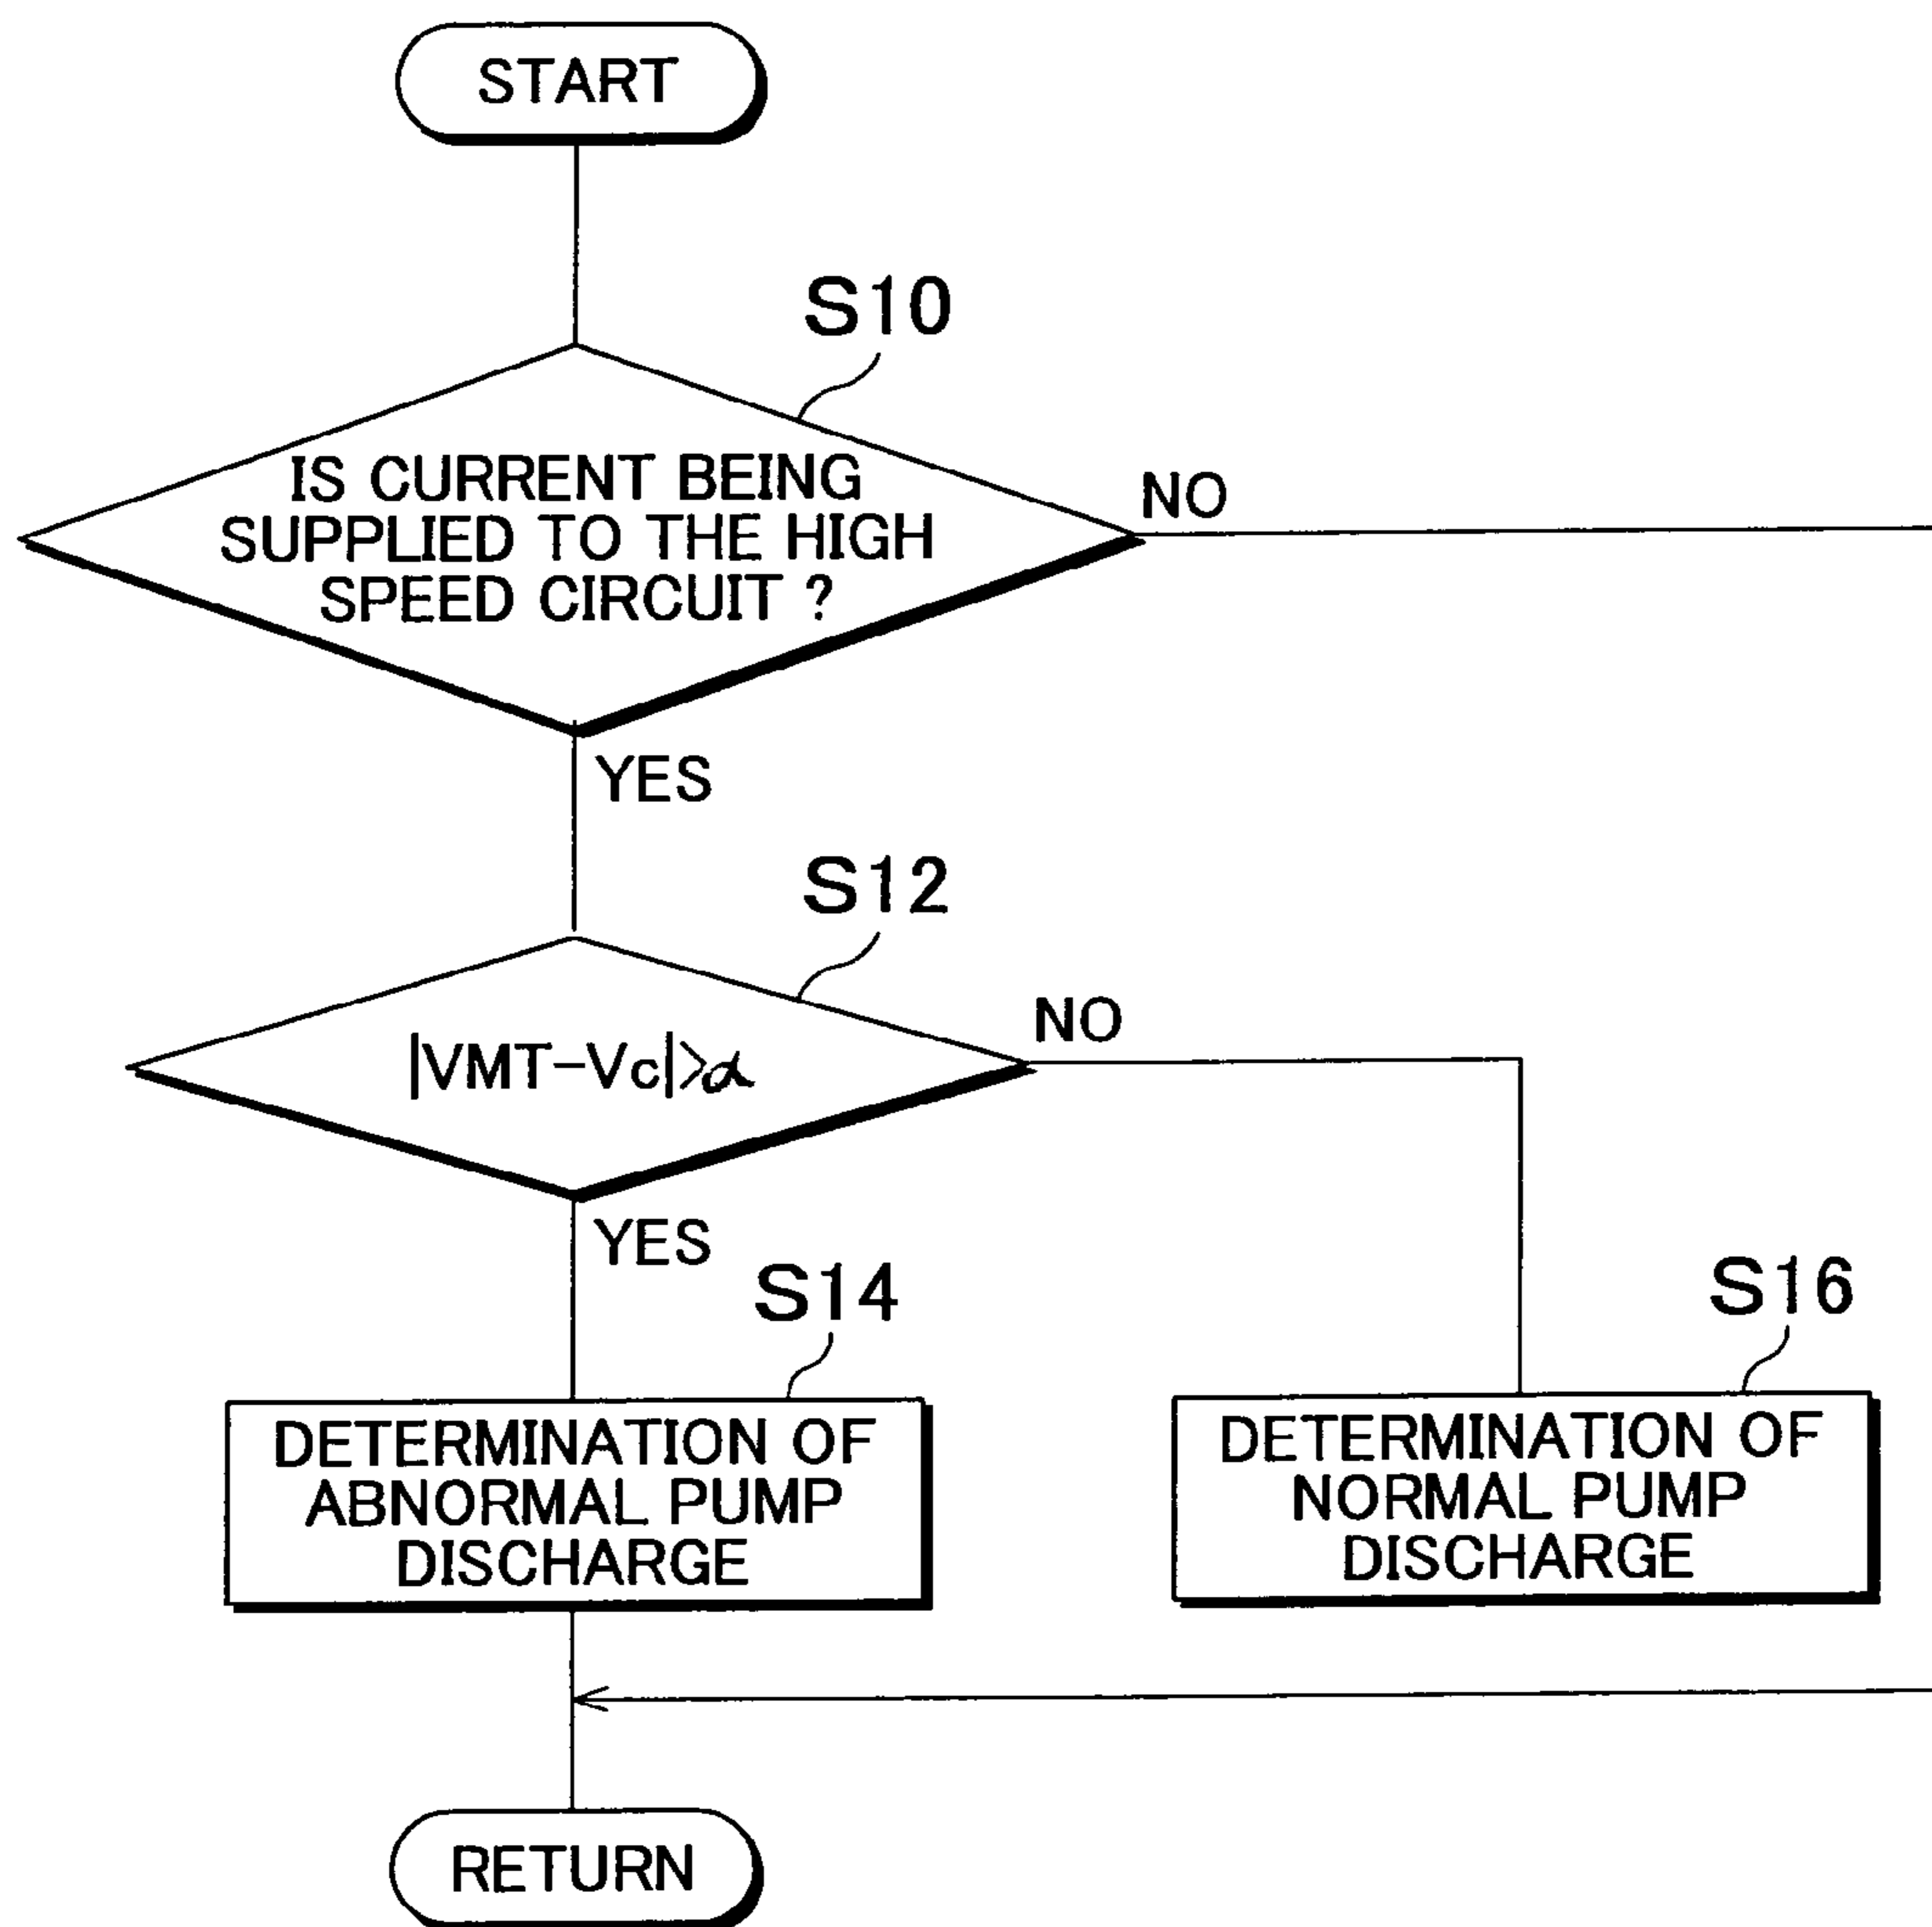 START
S10
IS CURRENT BEING
SUPPLIED TO THE HIGH
SPEED CIRCUIT ?
NO
YES
S12
|VMT-Vc|>α
NO
YES
S14
DETERMINATION OF
ABNORMAL PUMP
DISCHARGE
S16
DETERMINATION OF
NORMAL PUMP
DISCHARGE
RETURN